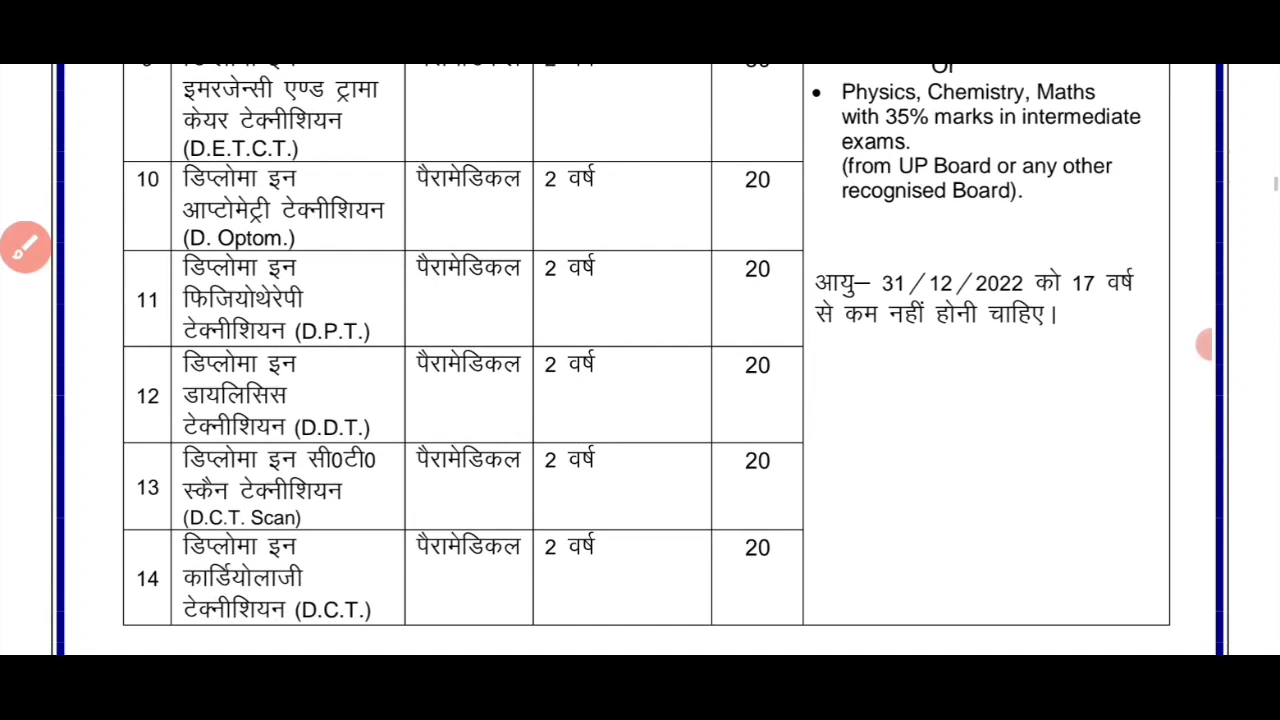 Or
इमरजेन्सी एण्ड ट्रामा
केयर टेक्नीशियन
(D.E.T.C.T.)
• Physics, Chemistry, Maths
with 35% marks in intermediate
exams.
(from UP Board or any other
recognised Board).
10 डिप्लोमा इन पैरामेडिकल 2 वर्ष 20
आप्टोमेट्री टेक्नीशियन
(D. Optom.)
11 डिप्लोमा इन पैरामेडिकल 2 वर्ष 20
फिजियोथेरेपी
टेक्नीशियन (D.P.T.)
आयु– 31/12/2022 को 17 वर्ष
से कम नहीं होनी चाहिए।
12 डिप्लोमा इन पैरामेडिकल 2 वर्ष 20
डायलिसिस
टेक्नीशियन (D.D.T.)
13 डिप्लोमा इन सी0टी0 पैरामेडिकल 2 वर्ष 20
स्कैन टेक्नीशियन
(D.C.T. Scan)
14 डिप्लोमा इन पैरामेडिकल 2 वर्ष 20
कार्डियोलाजी
टेक्नीशियन (D.C.T.)